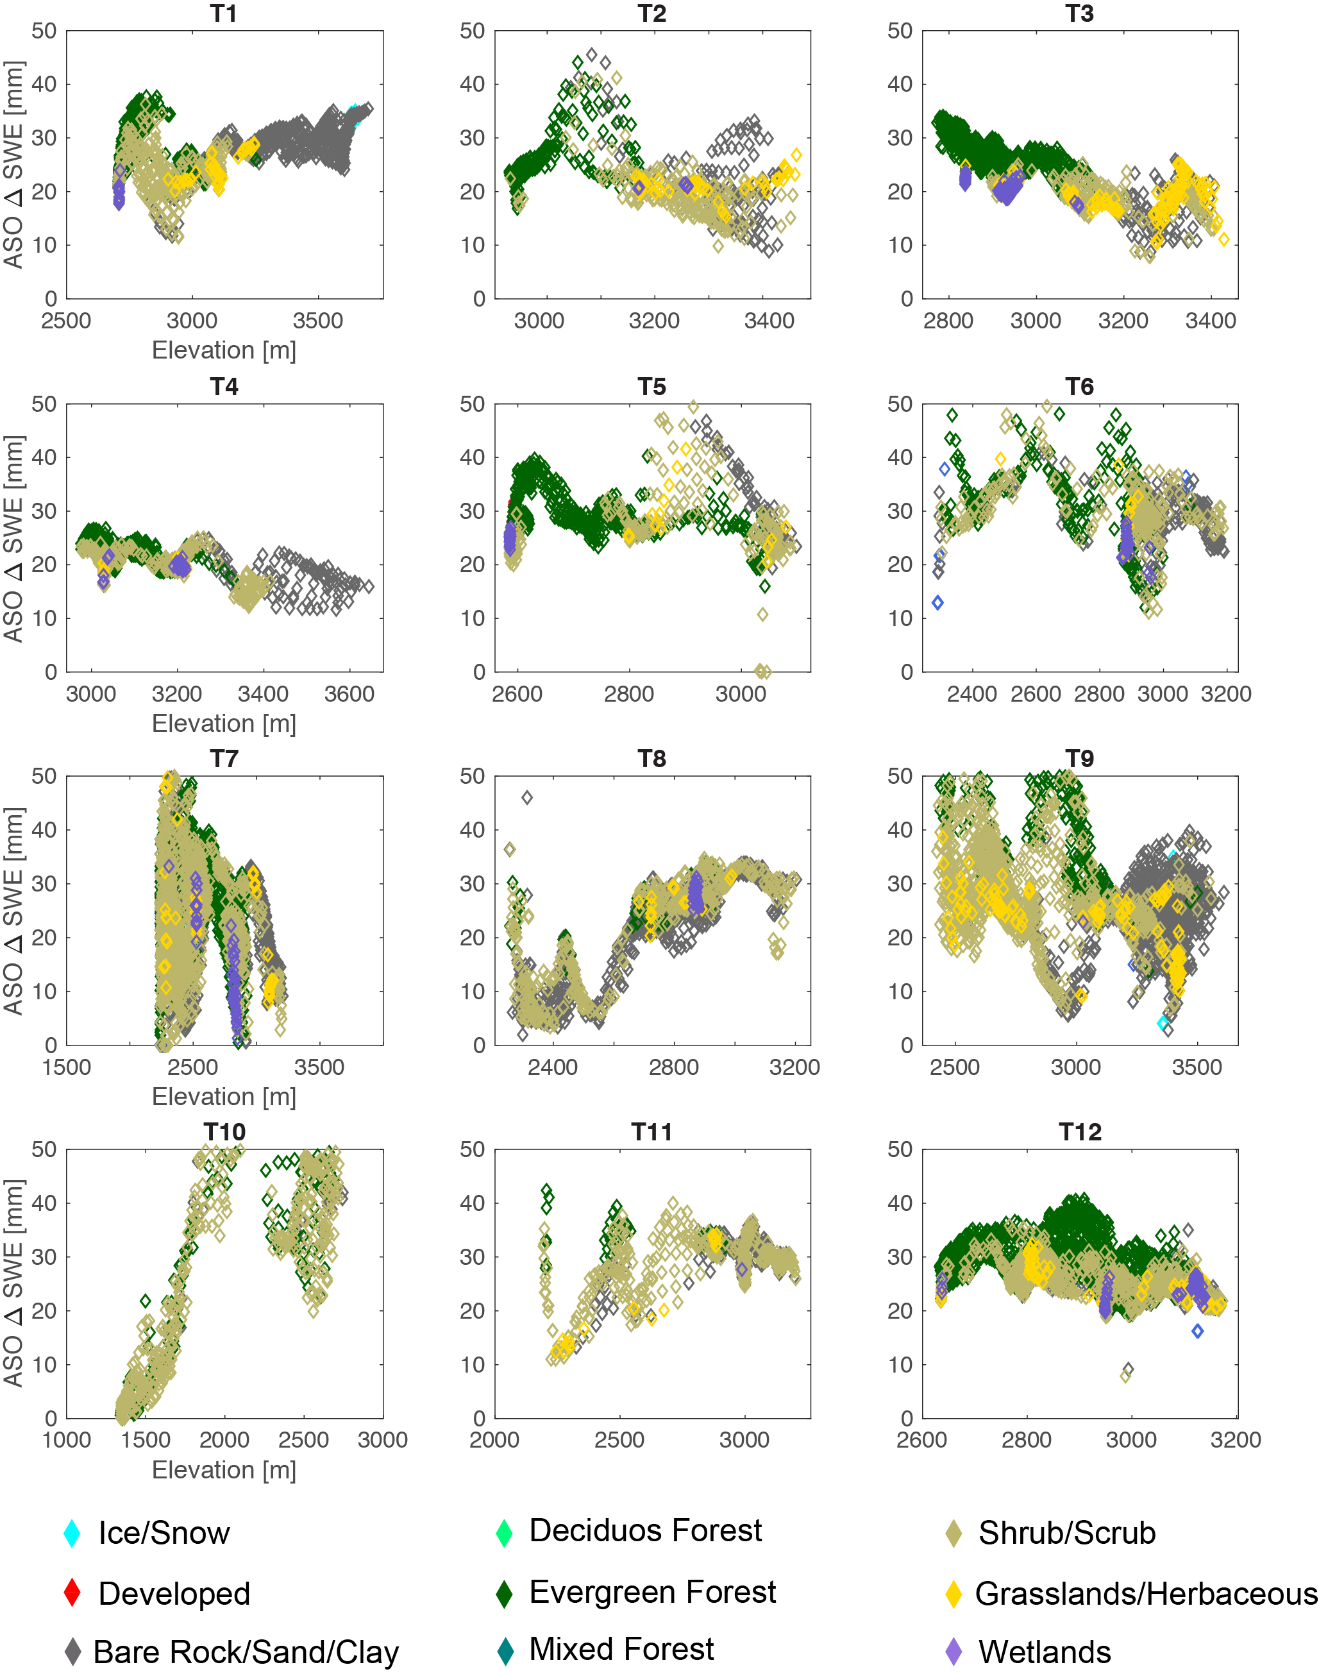 T1 T2 T3
ASO Δ SWE [mm]
50 40 30 20 10 0
2500 3000 3500
Elevation [m]
50 40 30 20 10 0
3000 3200 3400
50 40 30 20 10 0
2800 3000 3200 3400
T4 T5 T6
ASO Δ SWE [mm]
50 40 30 20 10 0
3000 3200 3400 3600
Elevation [m]
50 40 30 20 10 0
2600 2800 3000
50 40 30 20 10 0
2400 2600 2800 3000 3200
T7 T8 T9
ASO Δ SWE [mm]
50 40 30 20 10 0
1500 2500 3500
Elevation [m]
50 40 30 20 10 0
2400 2800 3200
50 40 30 20 10 0
2500 3000 3500
T10 T11 T12
ASO Δ SWE [mm]
50 40 30 20 10 0
1000 1500 2000 2500 3000
Elevation [m]
50 40 30 20 10 0
2000 2500 3000
50 40 30 20 10 0
2600 2800 3000 3200
Ice/Snow Deciduos Forest Shrub/Scrub
Developed Evergreen Forest Grasslands/Herbaceous
Bare Rock/Sand/Clay Mixed Forest Wetlands